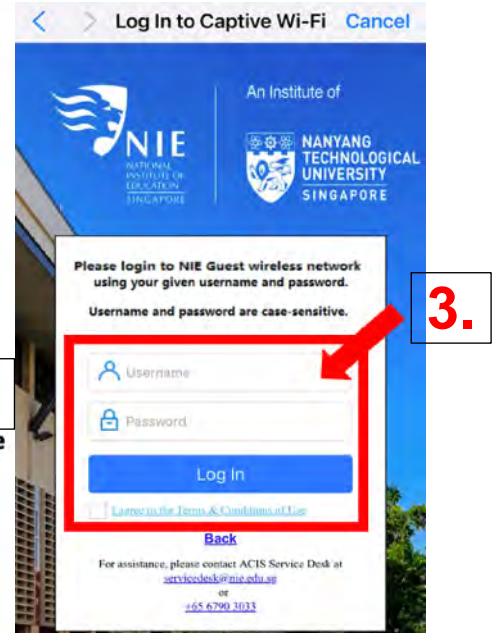 < > Log In to Captive Wi-Fi Cancel
An Institute of
NIE
NATIONAL
INSTITUTE OF
EDUCATION
SINGAPORE
NANYANG
TECHNOLOGICAL
UNIVERSITY
SINGAPORE
Please login to NIE Guest wireless network
using your given username and password.
Username and password are case-sensitive.
3.
Username
Password
e
Log In
I agree to the Terms & Conditions of Use
Back
For assistance, please contact ACIS Service Desk at
servicedesk@nie.edu.sg
or
+65 6790 3033